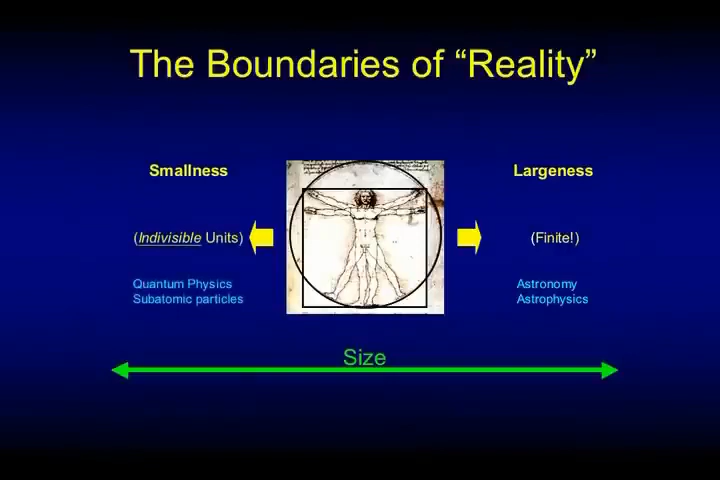 The Boundaries of “Reality”
Smallness
Largeness
(Indivisible Units)
(Finite!)
Quantum Physics
Subatomic particles
Astronomy
Astrophysics
Size